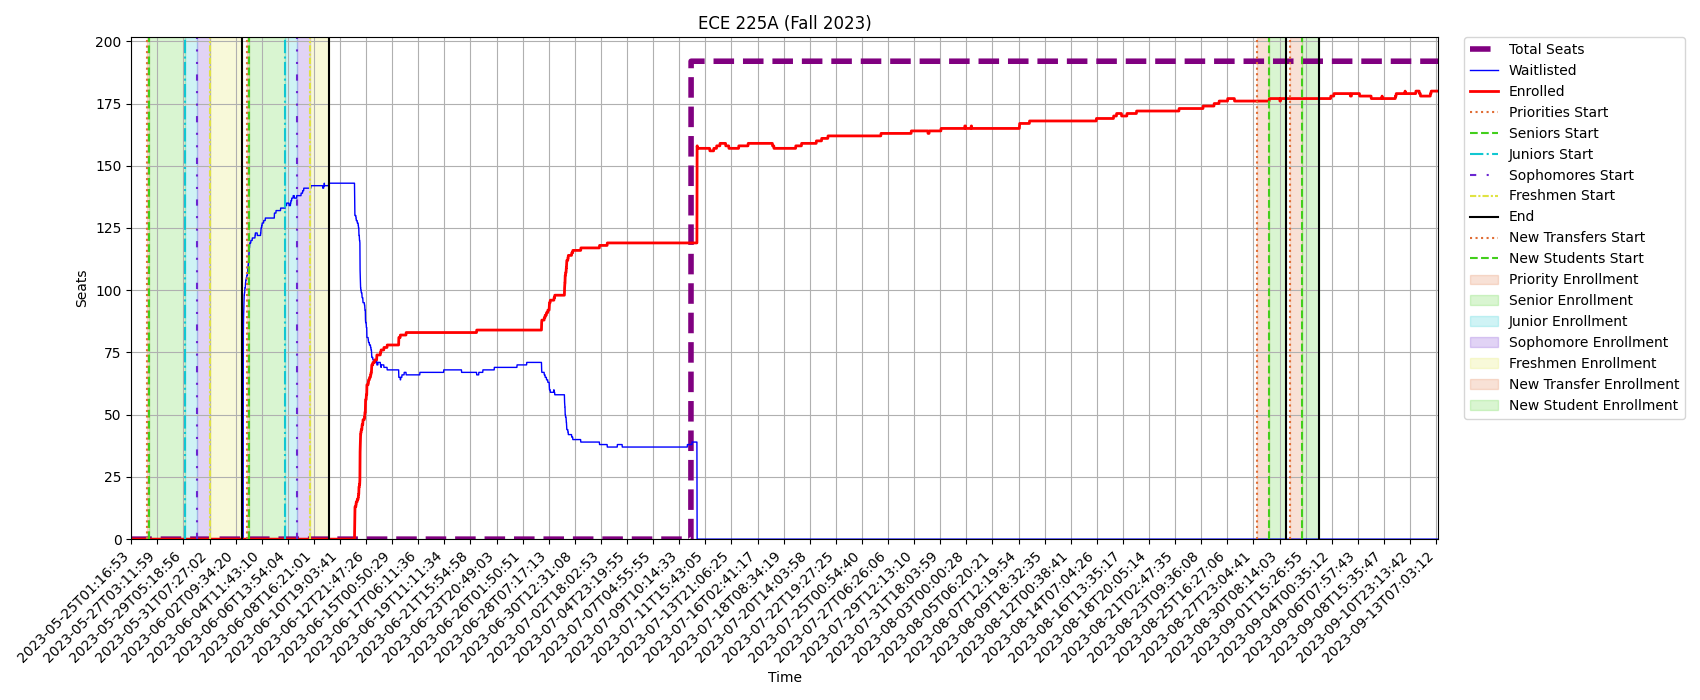 ECE 225A (Fall 2023)
Seats
200
175
150
125
100
75
50
25
0
2023-05-25T01:16:53
2023-05-27T03:11:59
2023-05-29T05:18:56
2023-05-31T07:27:02
2023-06-02T09:34:20
2023-06-04T11:43:10
2023-06-06T13:54:04
2023-06-08T16:21:01
2023-06-10T19:03:41
2023-06-12T21:47:26
2023-06-15T00:50:29
2023-06-17T06:11:36
2023-06-19T11:11:34
2023-06-21T15:54:58
2023-06-23T20:49:03
2023-06-26T01:50:51
2023-06-28T07:17:13
2023-06-30T12:31:08
2023-07-02T18:02:53
2023-07-04T23:19:55
2023-07-07T04:55:55
2023-07-09T10:14:33
2023-07-11T15:43:05
2023-07-13T21:06:25
2023-07-16T02:41:17
2023-07-18T08:34:19
2023-07-20T14:03:58
2023-07-22T19:27:25
2023-07-25T00:54:40
2023-07-27T06:26:06
2023-07-29T12:13:10
2023-07-31T18:03:59
2023-08-03T00:00:28
2023-08-05T06:20:21
2023-08-07T12:19:54
2023-08-09T18:32:35
2023-08-12T00:38:41
2023-08-14T07:04:26
2023-08-16T13:35:17
2023-08-18T20:05:14
2023-08-21T02:47:35
2023-08-23T09:36:08
2023-08-25T16:27:06
2023-08-27T23:04:41
2023-08-30T08:14:03
2023-09-01T15:26:55
2023-09-04T00:35:12
2023-09-06T07:57:43
2023-09-08T15:35:47
2023-09-10T23:13:42
2023-09-13T07:03:12
Time
Total Seats
Waitlisted
Enrolled
Priorities Start
Seniors Start
Juniors Start
Sophomores Start
Freshmen Start
End
New Transfers Start
New Students Start
Priority Enrollment
Senior Enrollment
Junior Enrollment
Sophomore Enrollment
Freshmen Enrollment
New Transfer Enrollment
New Student Enrollment